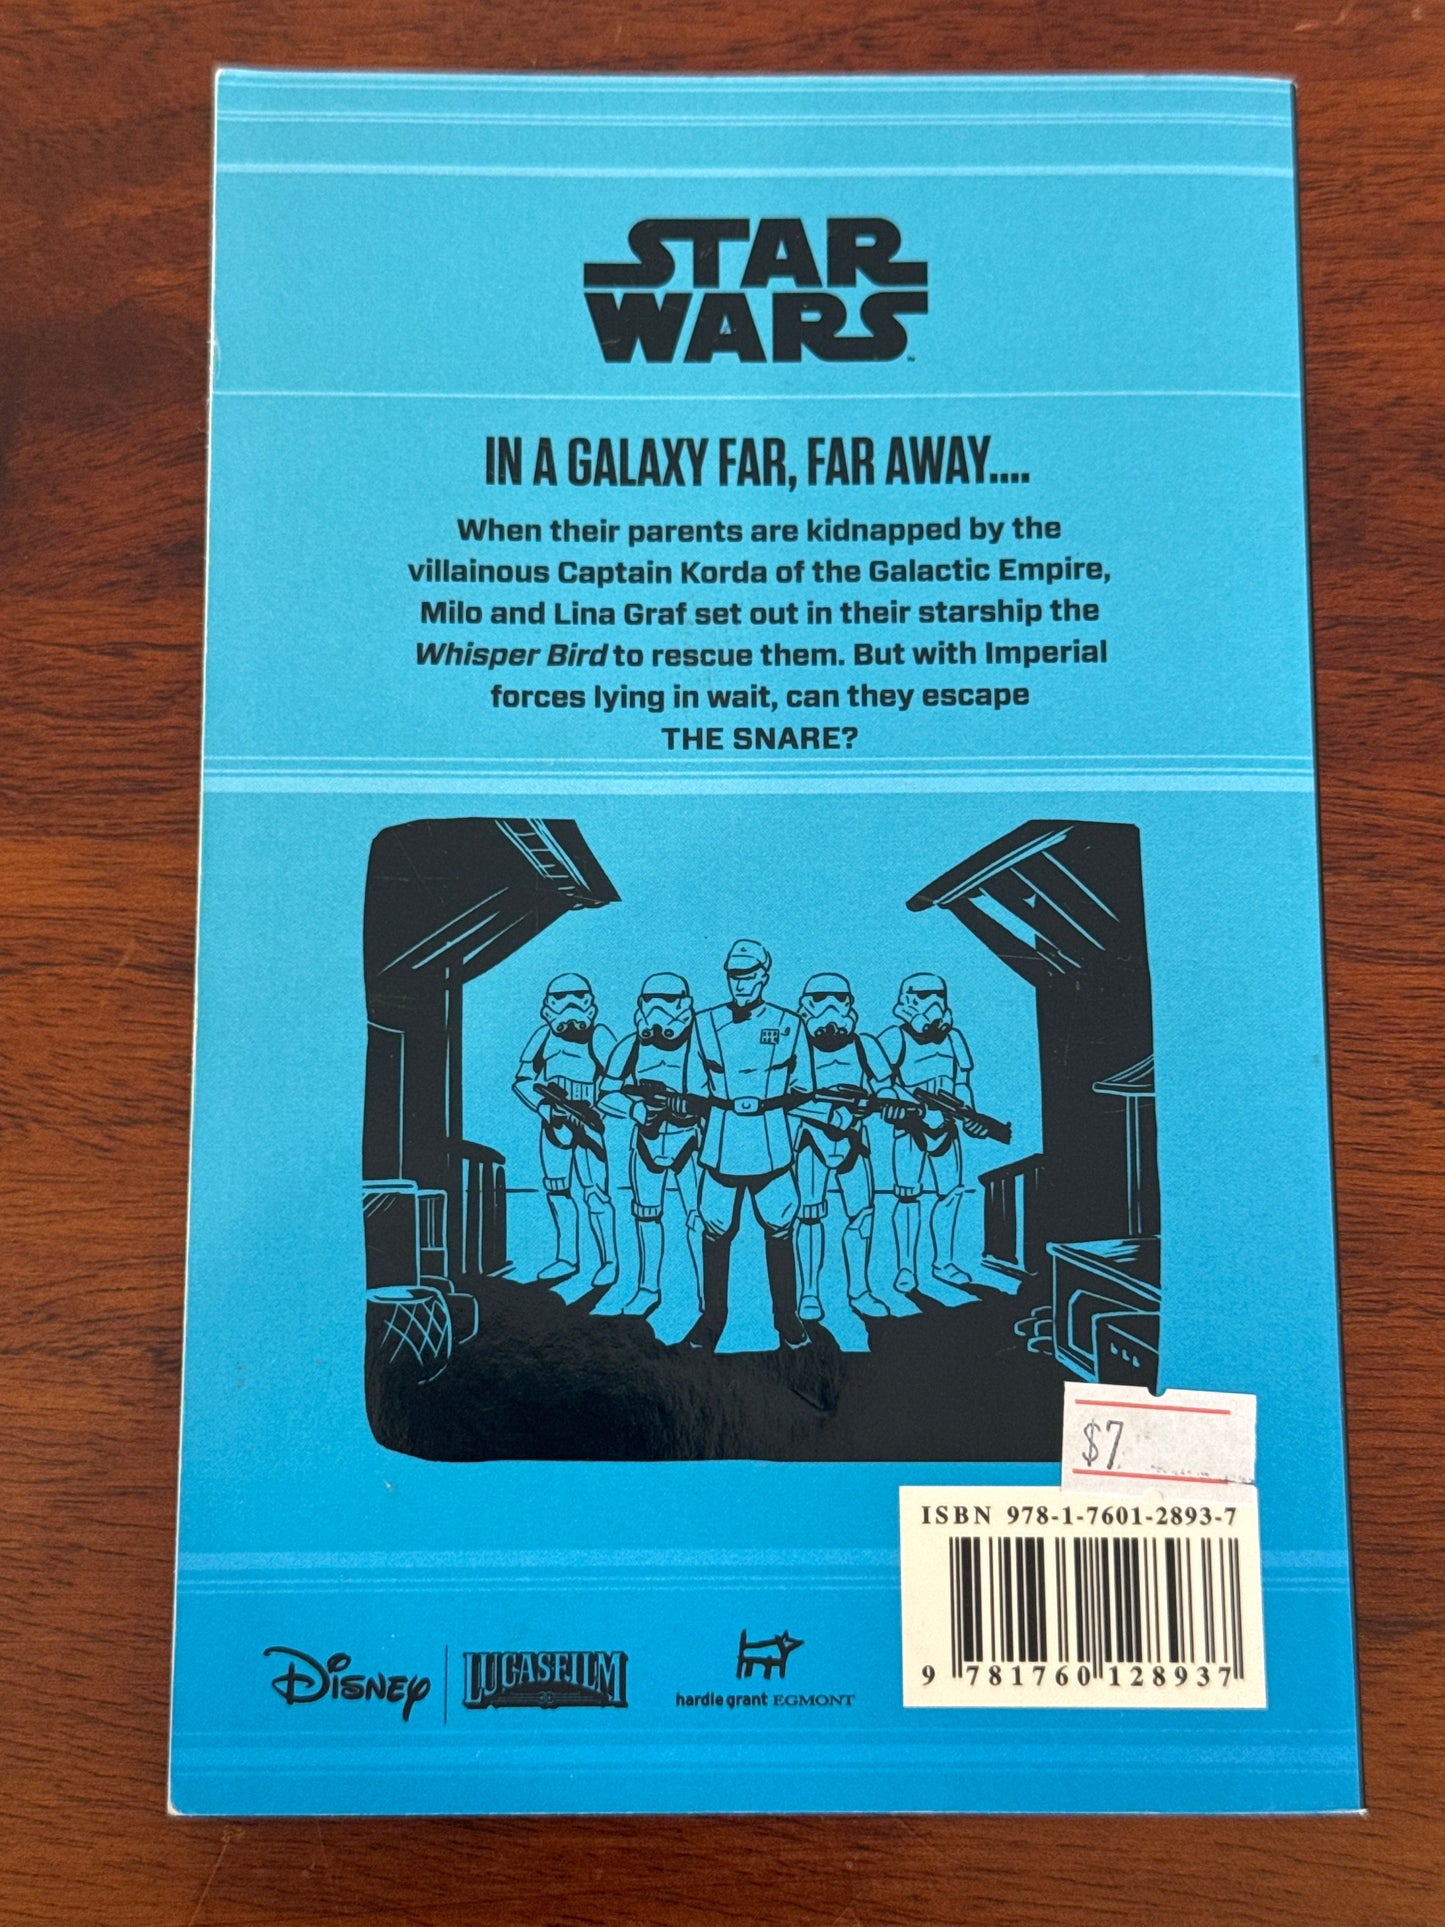 STAR
WARS
IN A GALAXY FAR, FAR AWAY....
When their parents are kidnapped by the
villainous Captain Korda of the Galactic Empire,
Milo and Lina Graf set out in their starship the
Whisper Bird to rescue them. But with Imperial
forces lying in wait, can they escape
THE SNARE?
$7
ISBN 978-1-7601-2893-7
9 781760 128937
Disney
LUCASFILM
hardie grant EGMONT